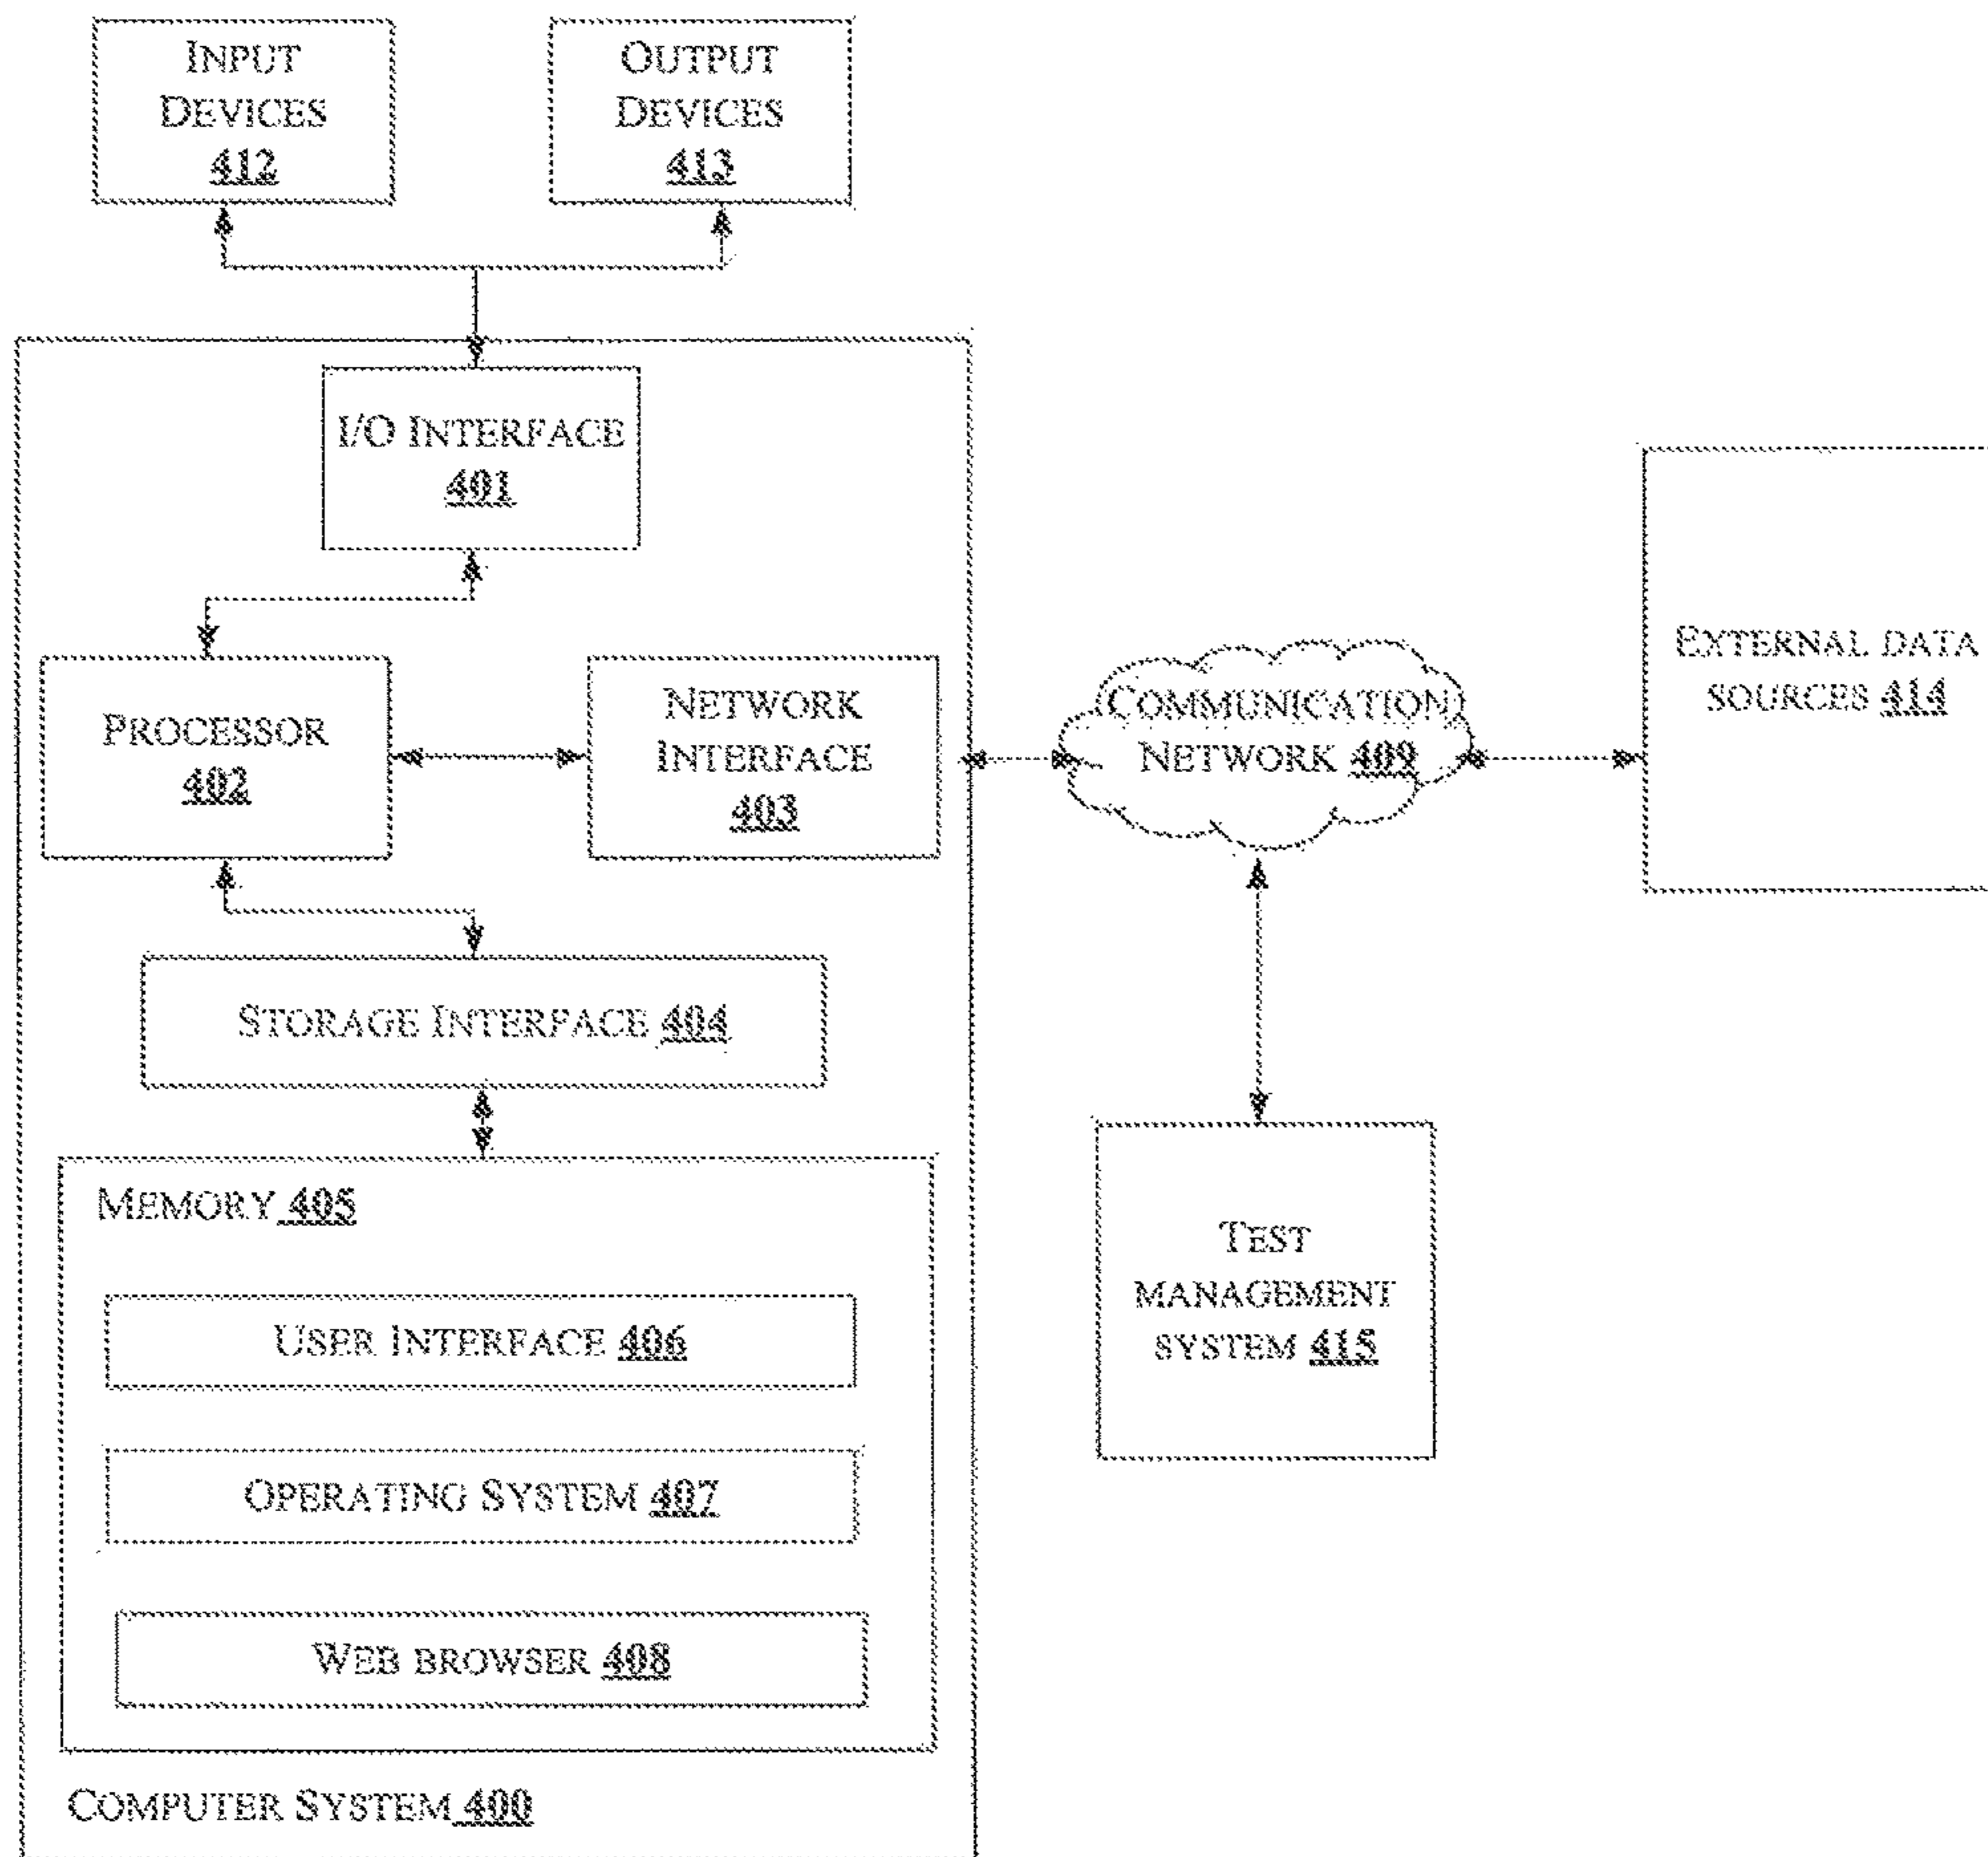 INPUT
DEVICES
412
OUTPUT
DEVICES
413
I/O INTERFACE
401
PROCESSOR
402
NETWORK
INTERFACE
403
COMMUNICATION
NETWORK 409
EXTERNAL DATA
SOURCES 414
STORAGE INTERFACE 404
MEMORY 405
USER INTERFACE 406
OPERATING SYSTEM 407
WEB BROWSER 408
TEST
MANAGEMENT
SYSTEM 415
COMPUTER SYSTEM 400